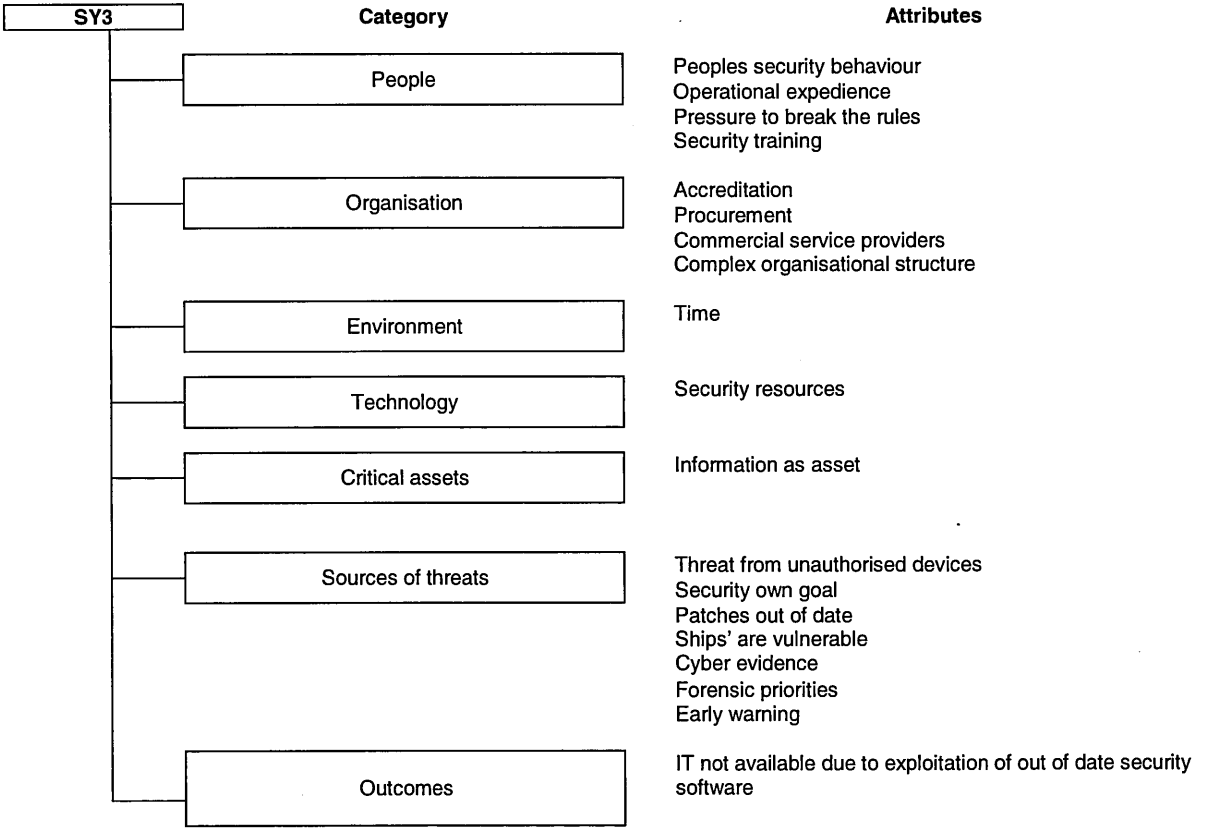 SY3 Category Attributes
People
Peoples security behaviour
Operational expedience
Pressure to break the rules
Security training
Organisation
Accreditation
Procurement
Commercial service providers
Complex organisational structure
Environment
Time
Technology
Security resources
Critical assets
Information as asset
Sources of threats
Threat from unauthorised devices
Security own goal
Patches out of date
Ships' are vulnerable
Cyber evidence
Forensic priorities
Early warning
Outcomes
IT not available due to exploitation of out of date security
software